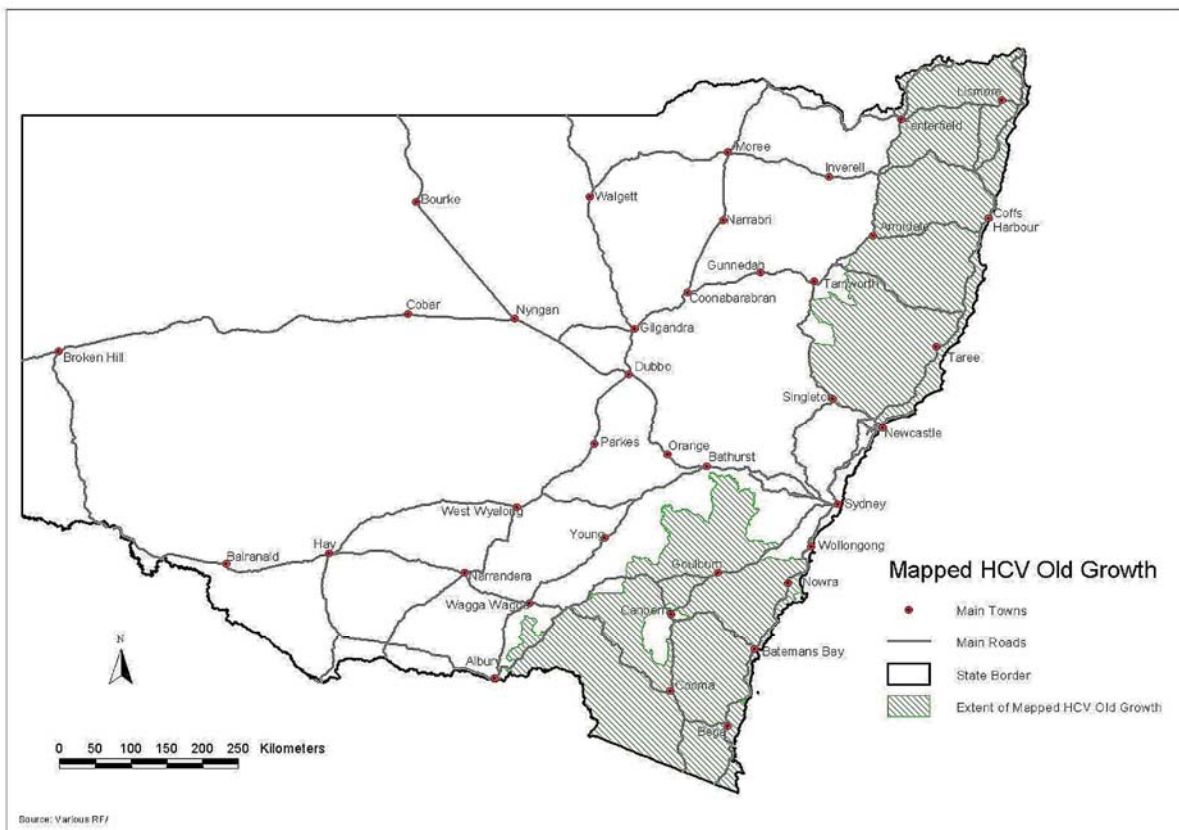 Lismore
Tenterfield
Moree
Inverell
Walgett
Bourke
Narrabri
Coffs
Harbour
Armidale
Gunnedah
Tamworth
Coonabarabran
Cobar
Nyngan
Gilgandra
Broken Hill
Taree
Dubbo
Singleton
Newcastle
Parkes
Orange
Bathurst
West Wyalong
Sydney
Young
Hay
Wollongong
Balranald
Goulburn
Narrandera
Nowra
Wagga Wagga
Canberra
Batemans Bay
Albury
Cooma
Bega
Mapped HCV Old Growth
Main Towns
Main Roads
State Border
Extent of Mapped HCV Old Growth
N
0 50 100 150 200 250 Kilometers
Source: Various RF/